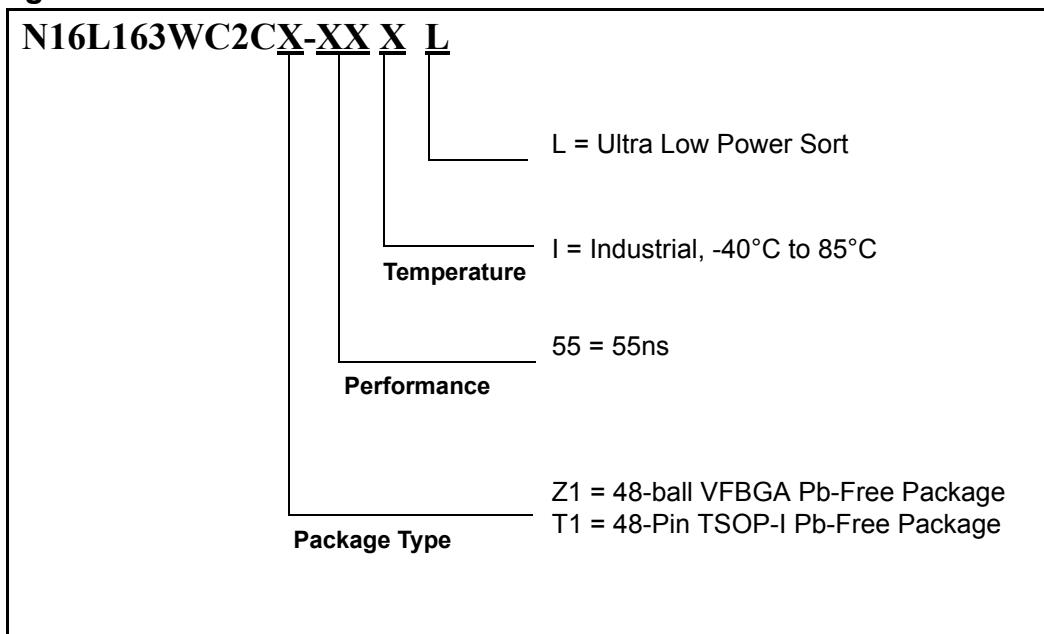 N16L163WC2CX-XX X L
L = Ultra Low Power Sort
I = Industrial, -40°C to 85°C
Temperature
55 = 55ns
Performance
Z1 = 48-ball VFBGA Pb-Free Package
T1 = 48-Pin TSOP-I Pb-Free Package
Package Type